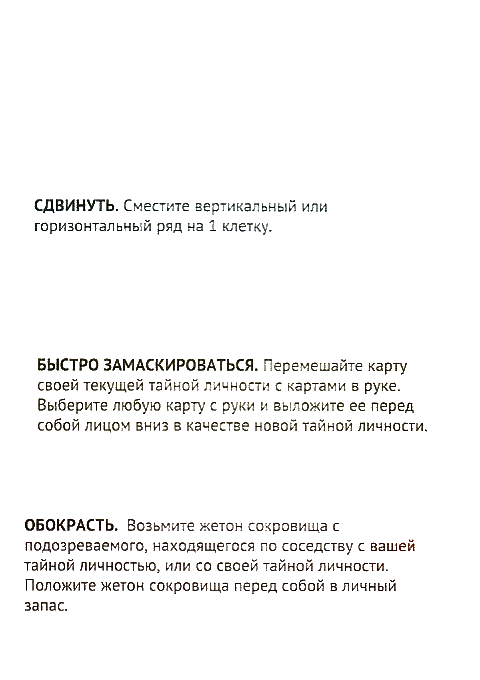 СДВИНУТЬ. Сместите вертикальный или
горизонтальный ряд на 1 клетку.
БЫСТРО ЗАМАСКИРОВАТЬСЯ. Перемешайте карту
своей текущей тайной личности с картами в руке.
Выберите любую карту с руки и выложите ее перед
собой лицом вниз в качестве новой тайной личности.
ОБОКРАСТЬ. Возьмите жетон сокровища с
подозреваемого, находящегося по соседству с вашей
тайной личностью, или со своей тайной личности.
Положите жетон сокровища перед собой в личный
запас.